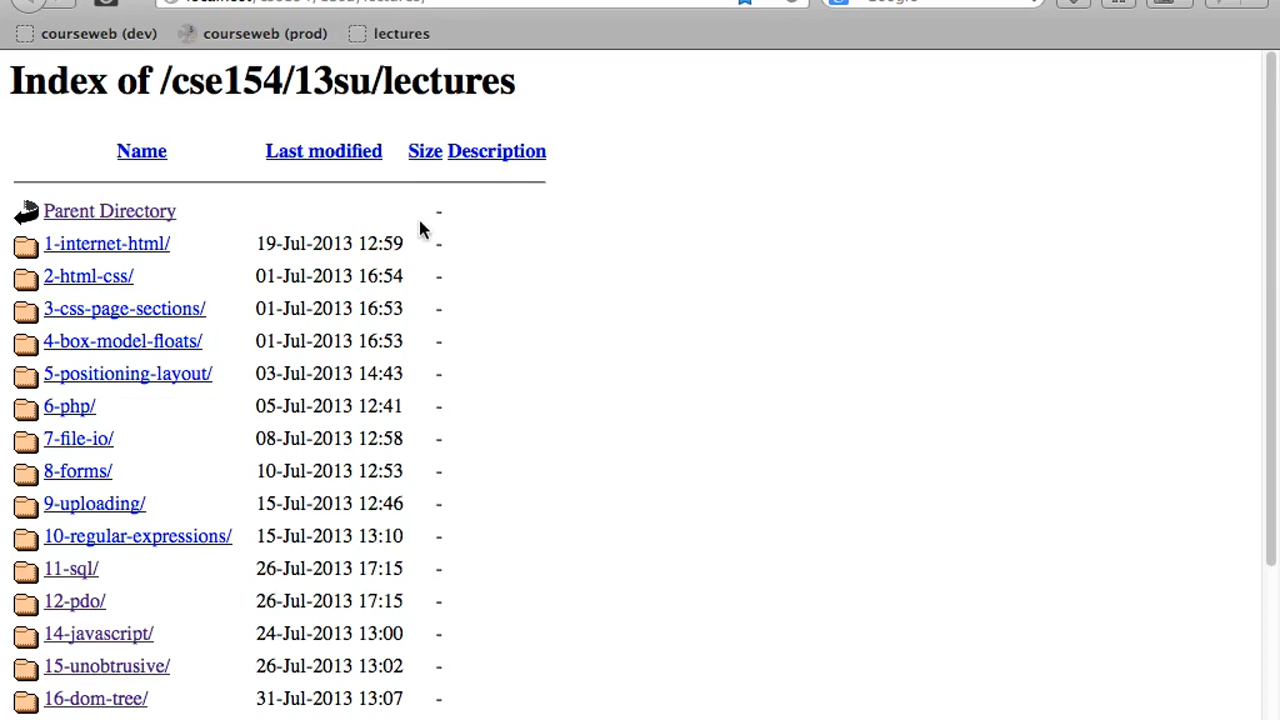 courseweb (dev) courseweb (prod) lectures
Index of /cse154/13su/lectures
Name Last modified Size Description
Parent Directory -
1-internet-html/ 19-Jul-2013 12:59 -
2-html-css/ 01-Jul-2013 16:54 -
3-css-page-sections/ 01-Jul-2013 16:53 -
4-box-model-floats/ 01-Jul-2013 16:53 -
5-positioning-layout/ 03-Jul-2013 14:43 -
6-php/ 05-Jul-2013 12:41 -
7-file-io/ 08-Jul-2013 12:58 -
8-forms/ 10-Jul-2013 12:53 -
9-uploading/ 15-Jul-2013 12:46 -
10-regular-expressions/ 15-Jul-2013 13:10 -
11-sql/ 26-Jul-2013 17:15 -
12-pdo/ 26-Jul-2013 17:15 -
14-javascript/ 24-Jul-2013 13:00 -
15-unobtrusive/ 26-Jul-2013 13:02 -
16-dom-tree/ 31-Jul-2013 13:07 -